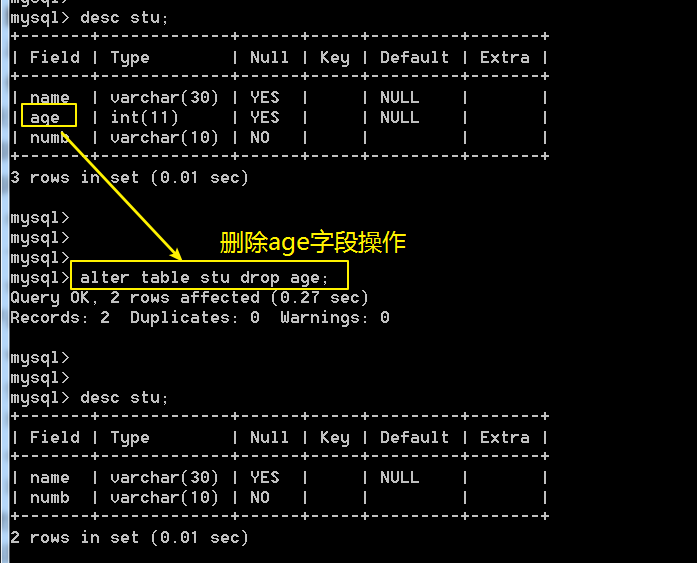 mysql> desc stu;
+-------+-------------+------+-----+---------+-------+
| Field | Type        | Null | Key | Default | Extra |
+-------+-------------+------+-----+---------+-------+
| name  | varchar(30) | YES  |     | NULL    |       |
| age   | int(11)     | YES  |     | NULL    |       |
| numb  | varchar(10) | NO   |     |         |       |
+-------+-------------+------+-----+---------+-------+
3 rows in set (0.01 sec)
mysql>
mysql>
删除age字段操作
mysql>
mysql> alter table stu drop age;
Query OK, 2 rows affected (0.27 sec)
Records: 2  Duplicates: 0  Warnings: 0
mysql>
mysql>
mysql> desc stu;
+-------+-------------+------+-----+---------+-------+
| Field | Type        | Null | Key | Default | Extra |
+-------+-------------+------+-----+---------+-------+
| name  | varchar(30) | YES  |     | NULL    |       |
| numb  | varchar(10) | NO   |     |         |       |
+-------+-------------+------+-----+---------+-------+
2 rows in set (0.01 sec)